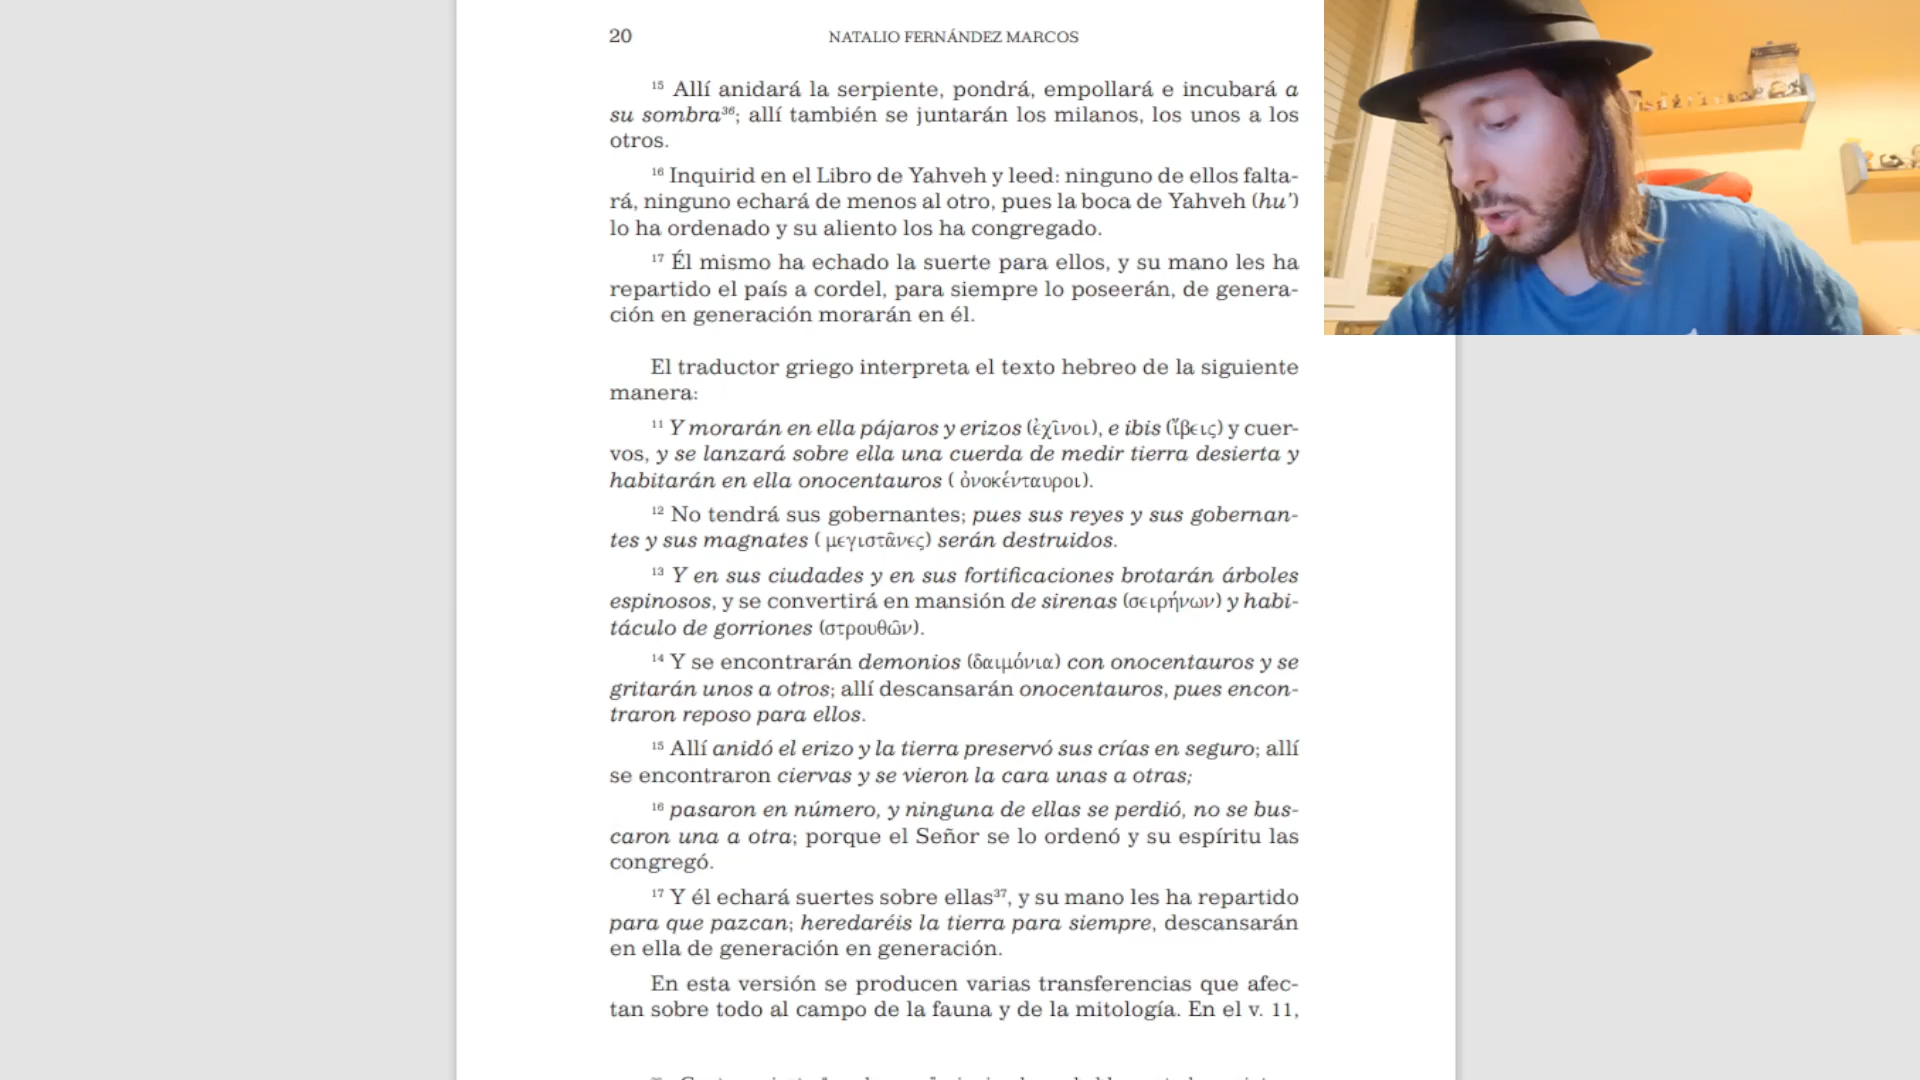 20 NATALIO FERNÁNDEZ MARCOS
¹⁵ Allí anidará la serpiente, pondrá, empollará e incubará a
su sombra³⁶; allí también se juntarán los milanos, los unos a los
otros.
¹⁶ Inquirid en el Libro de Yahveh y leed: ninguno de ellos falta-
rá, ninguno echará de menos al otro, pues la boca de Yahveh (hu’)
lo ha ordenado y su aliento los ha congregado.
¹⁷ Él mismo ha echado la suerte para ellos, y su mano les ha
repartido el país a cordel, para siempre lo poseerán, de genera-
ción en generación morarán en él.
El traductor griego interpreta el texto hebreo de la siguiente
manera:
¹¹ Y morarán en ella pájaros y erizos (ἐχῖνοι), e ibis (ἴβεις) y cuer-
vos, y se lanzará sobre ella una cuerda de medir tierra desierta y
habitarán en ella onocentauros ( ὀνοκένταυροι).
¹² No tendrá sus gobernantes; pues sus reyes y sus gobernan-
tes y sus magnates ( μεγιστᾶνες) serán destruidos.
¹³ Y en sus ciudades y en sus fortificaciones brotarán árboles
espinosos, y se convertirá en mansión de sirenas (σειρήνων) y habi-
táculo de gorriones (στρουθῶν).
¹⁴ Y se encontrarán demonios (δαιμόνια) con onocentauros y se
gritarán unos a otros; allí descansarán onocentauros, pues encon-
traron reposo para ellos.
¹⁵ Allí anidó el erizo y la tierra preservó sus crías en seguro; allí
se encontraron ciervas y se vieron la cara unas a otras;
¹⁶ pasaron en número, y ninguna de ellas se perdió, no se bus-
caron una a otra; porque el Señor se lo ordenó y su espíritu las
congregó.
¹⁷ Y él echará suertes sobre ellas³⁷, y su mano les ha repartido
para que pazcan; heredaréis la tierra para siempre, descansarán
en ella de generación en generación.
En esta versión se producen varias transferencias que afec-
tan sobre todo al campo de la fauna y de la mitología. En el v. 11,